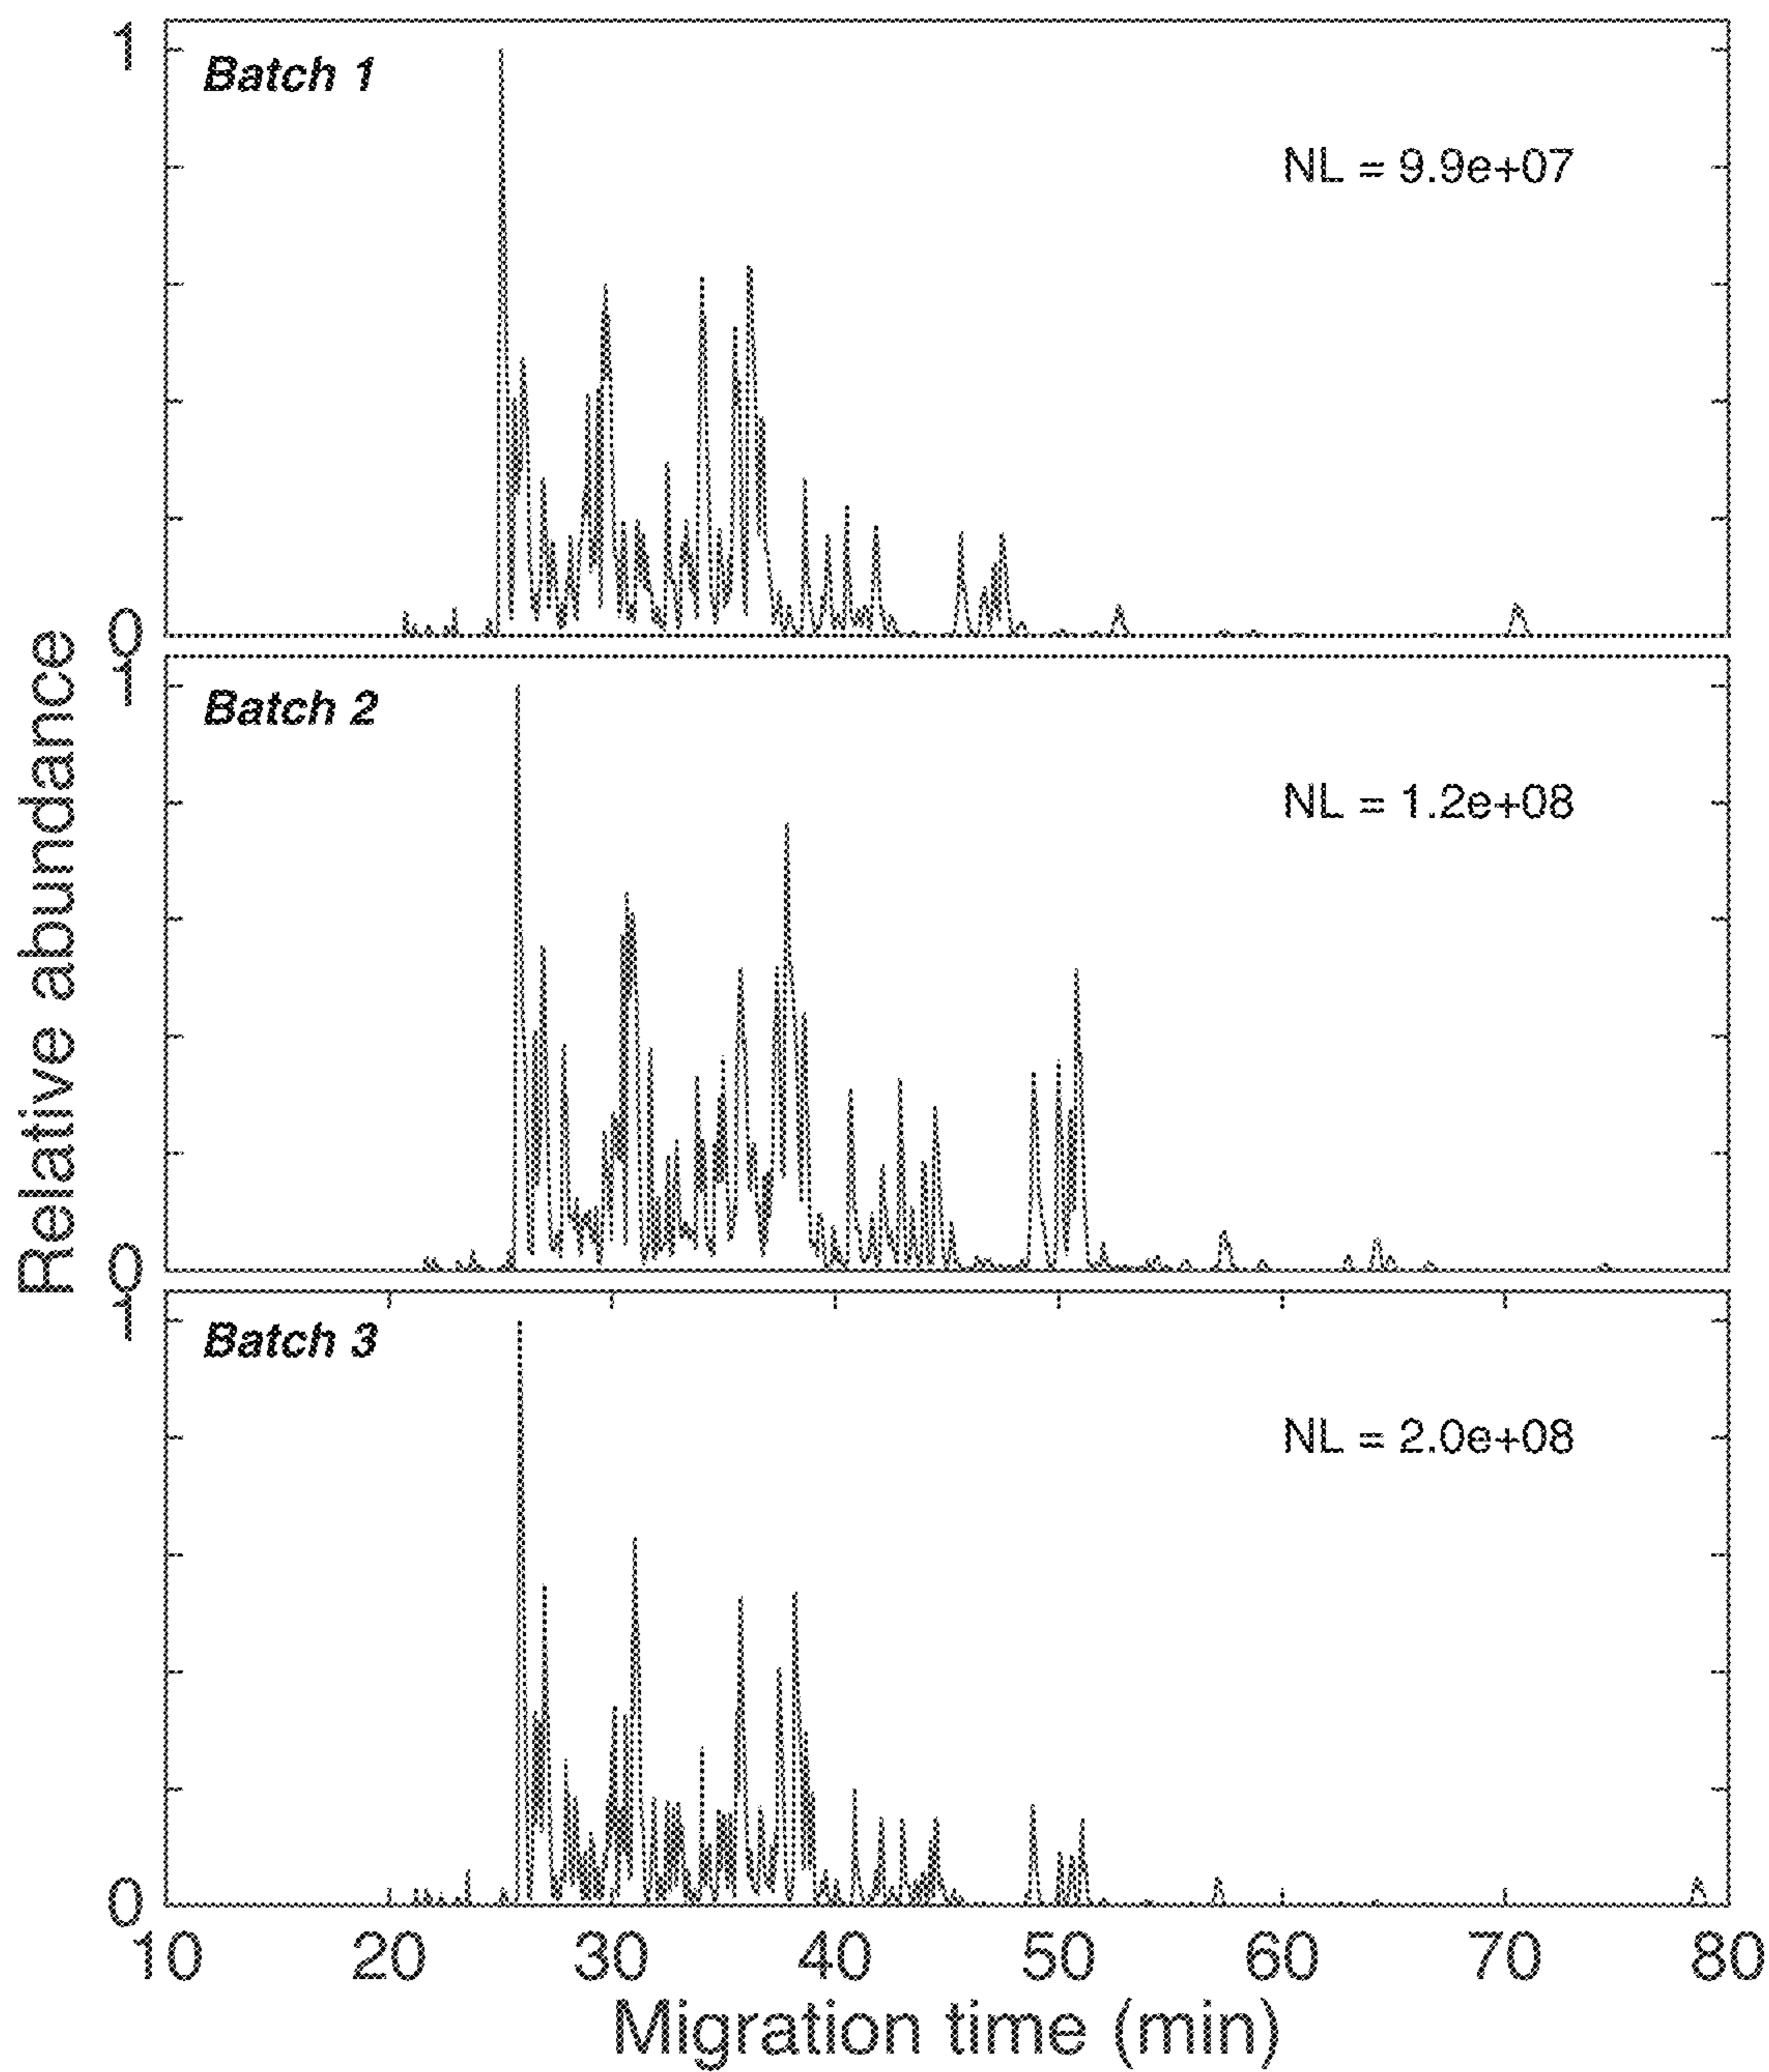 Relative abundance
1
Batch 1
NL = 9.9e+07
0
1
Batch 2
NL = 1.2e+08
0
1
Batch 3
NL = 2.0e+08
0
10 20 30 40 50 60 70 80
Migration time (min)